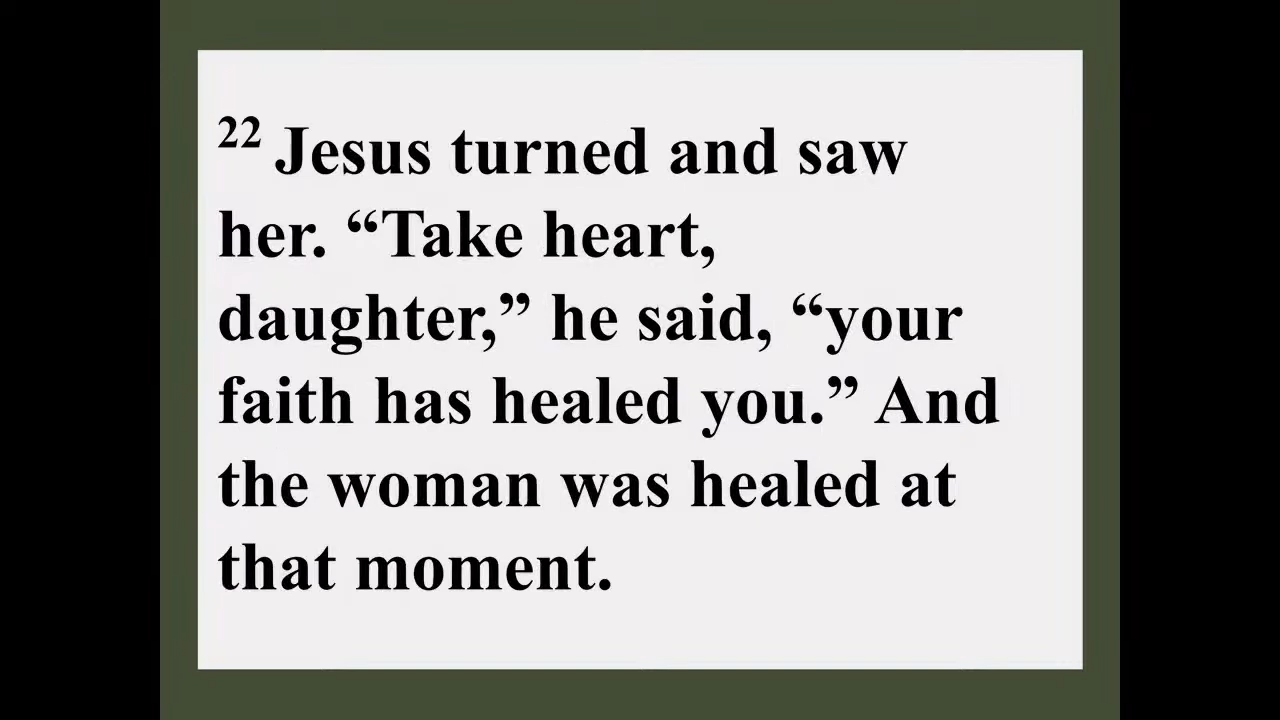 22 Jesus turned and saw
her. “Take heart,
daughter,” he said, “your
faith has healed you.” And
the woman was healed at
that moment.